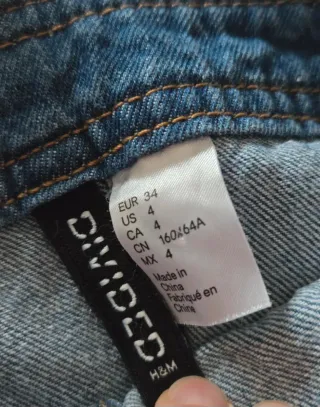 EUR 34
US 4
CA 4
CN 160/64A
MX 4
Made in
China
Fabriqué en
Chine
DIVIDED
H&M